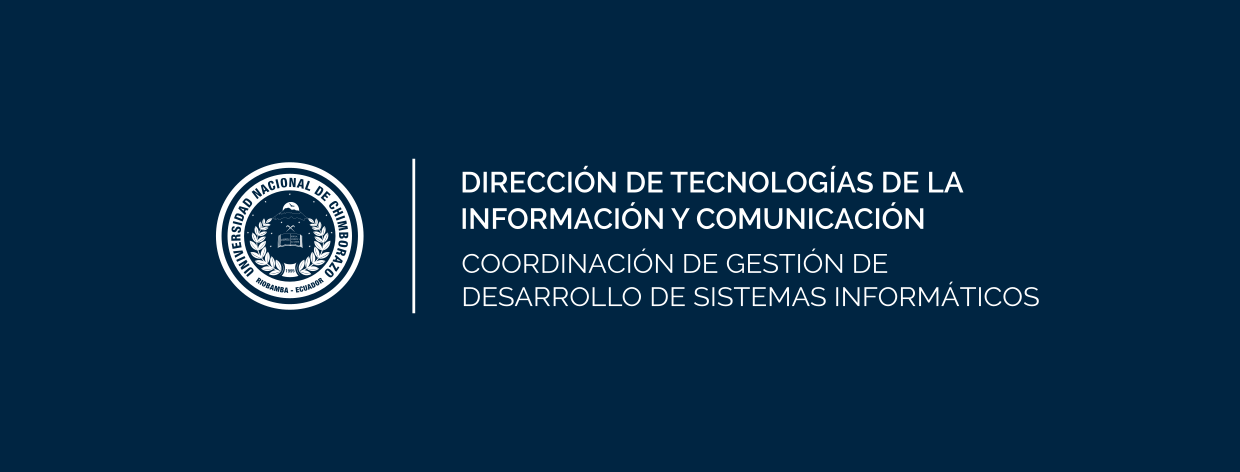 UNIVERSIDAD NACIONAL DE CHIMBORAZO
RIOBAMBA - ECUADOR
1995
DIRECCIÓN DE TECNOLOGÍAS DE LA
INFORMACIÓN Y COMUNICACIÓN
COORDINACIÓN DE GESTIÓN DE
DESARROLLO DE SISTEMAS INFORMÁTICOS